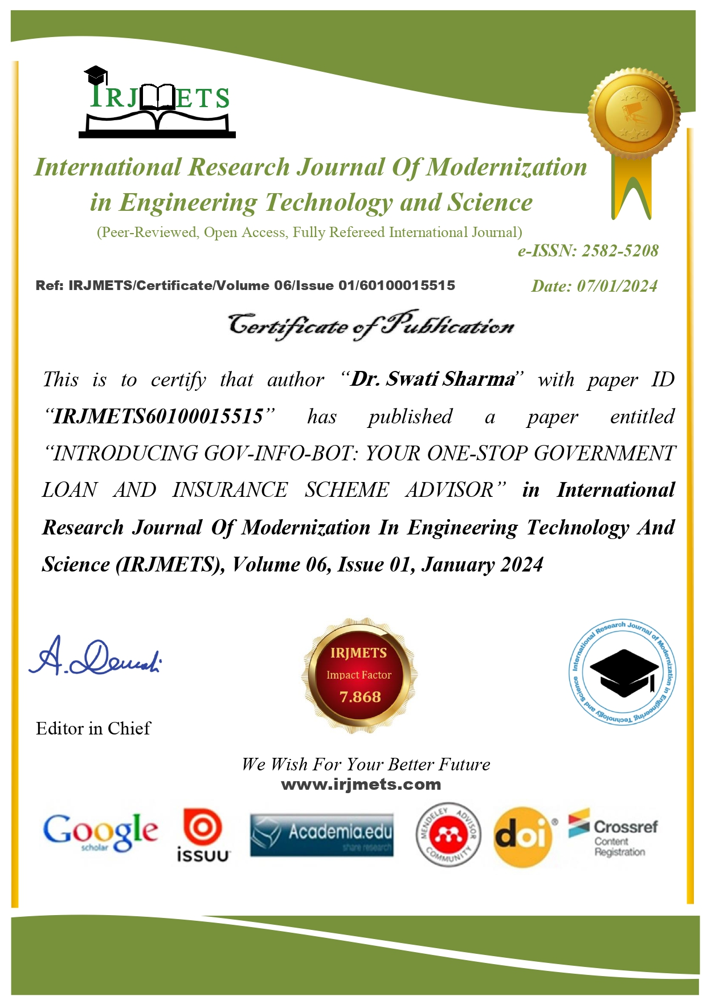 IRJMETS
International Research Journal Of Modernization
in Engineering Technology and Science
(Peer-Reviewed, Open Access, Fully Refereed International Journal)
e-ISSN: 2582-5208
Ref: IRJMETS/Certificate/Volume 06/Issue 01/60100015515
Date: 07/01/2024
Certificate of Publication
This is to certify that author “Dr. Swati Sharma” with paper ID
“IRJMETS60100015515” has published a paper entitled
“INTRODUCING GOV-INFO-BOT: YOUR ONE-STOP GOVERNMENT
LOAN AND INSURANCE SCHEME ADVISOR” in International
Research Journal Of Modernization In Engineering Technology And
Science (IRJMETS), Volume 06, Issue 01, January 2024
IRJMETS
Impact Factor
7.868
International Research Journal of Modernization in Engineering Technology and Science
Editor in Chief
We Wish For Your Better Future
www.irjmets.com
Google
scholar
issuu
Academia.edu
share research
MENDELEY ADVISOR
COMMUNITY
doi®
Crossref
Content
Registration